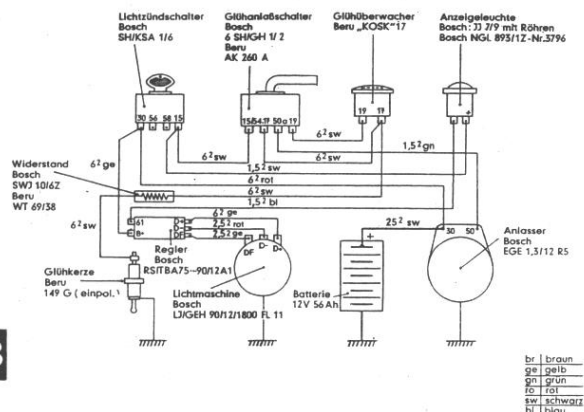 Lichtzündschalter
Bosch
SH/KSA 1/6
Glühanlaßschalter
Bosch
6 SH/GH 1/2
Beru
AK 260 A
Glühüberwacher
Beru „KOSK"17
Anzeigeleuchte
Bosch: JJ 7/9 mit Röhren
Bosch NGL 893/1Z-Nr.3796
30 56 58 15
15/54 17 50a 19
19 17
+
6² sw
1,5² gn
6² ge
6² sw
6² sw
1,5² sw
6² rot
6² sw
1,5² bl
Widerstand
Bosch
SWJ 10/6Z
Beru
WT 69/38
6² sw
61
B+
D+
D-
DF
6² ge
2,5² rot
2,5² ge
Regler
Bosch
RS/TBA75-90/12A1
DF D- D+
25² sw
+
30 50
Anlasser
Bosch
EGE 1,3/12 R5
Glühkerze
Beru
149 G (einpol.)
Lichtmaschine
Bosch
LJ/GEH 90/12/1800 FL 11
Batterie
12V 56Ah
br braun
ge gelb
gn grün
ro rot
sw schwarz
bl blau